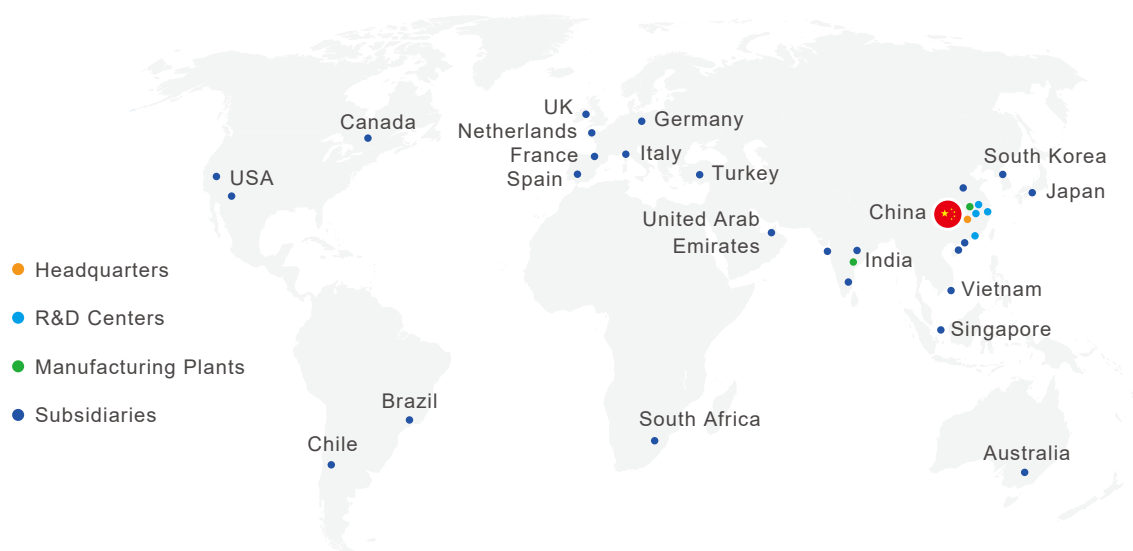 UK
Canada
Germany
Netherlands
France
Italy
South Korea
USA
Spain
Turkey
Japan
China
United Arab
Emirates
India
Headquarters
Vietnam
R&D Centers
Singapore
Manufacturing Plants
Brazil
Subsidiaries
South Africa
Chile
Australia